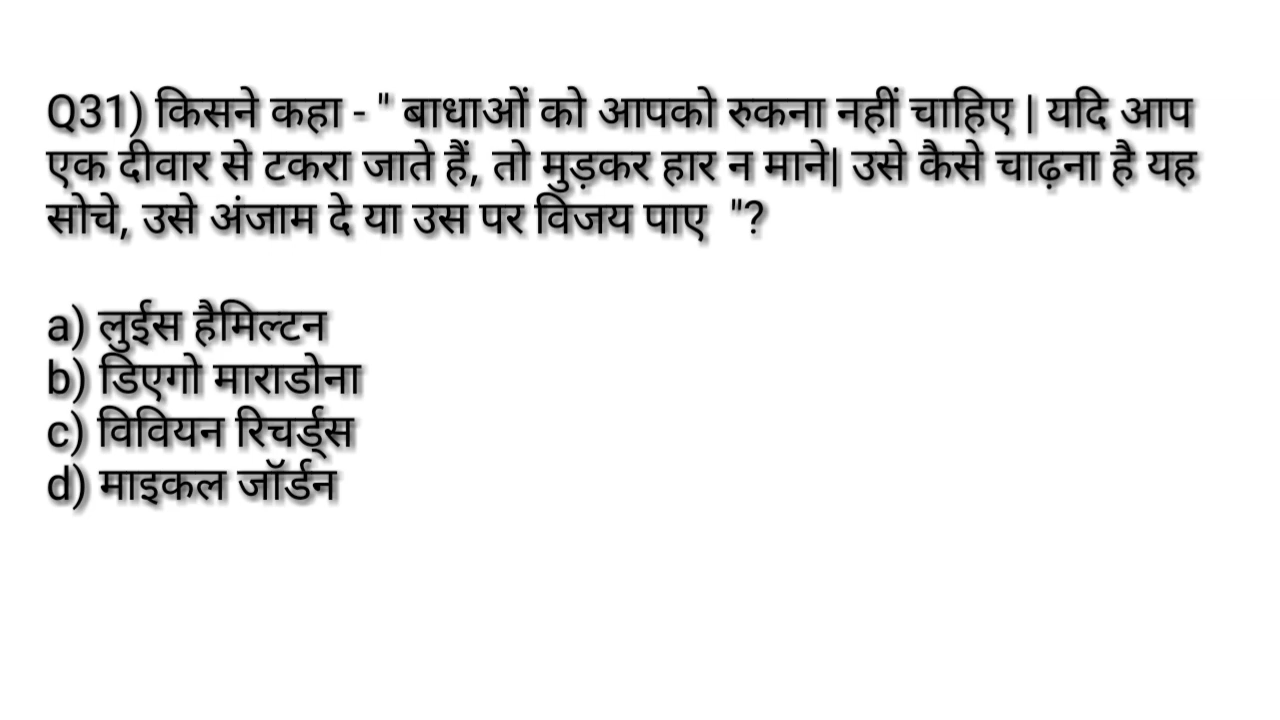 Q31) किसने कहा - " बाधाओं को आपको रुकना नहीं चाहिए | यदि आप
एक दीवार से टकरा जाते हैं, तो मुड़कर हार न माने| उसे कैसे चाढ़ना है यह
सोचे, उसे अंजाम दे या उस पर विजय पाए  "?
a) लुईस हैमिल्टन
b) डिएगो माराडोना
c) विवियन रिचर्ड्स
d) माइकल जॉर्डन